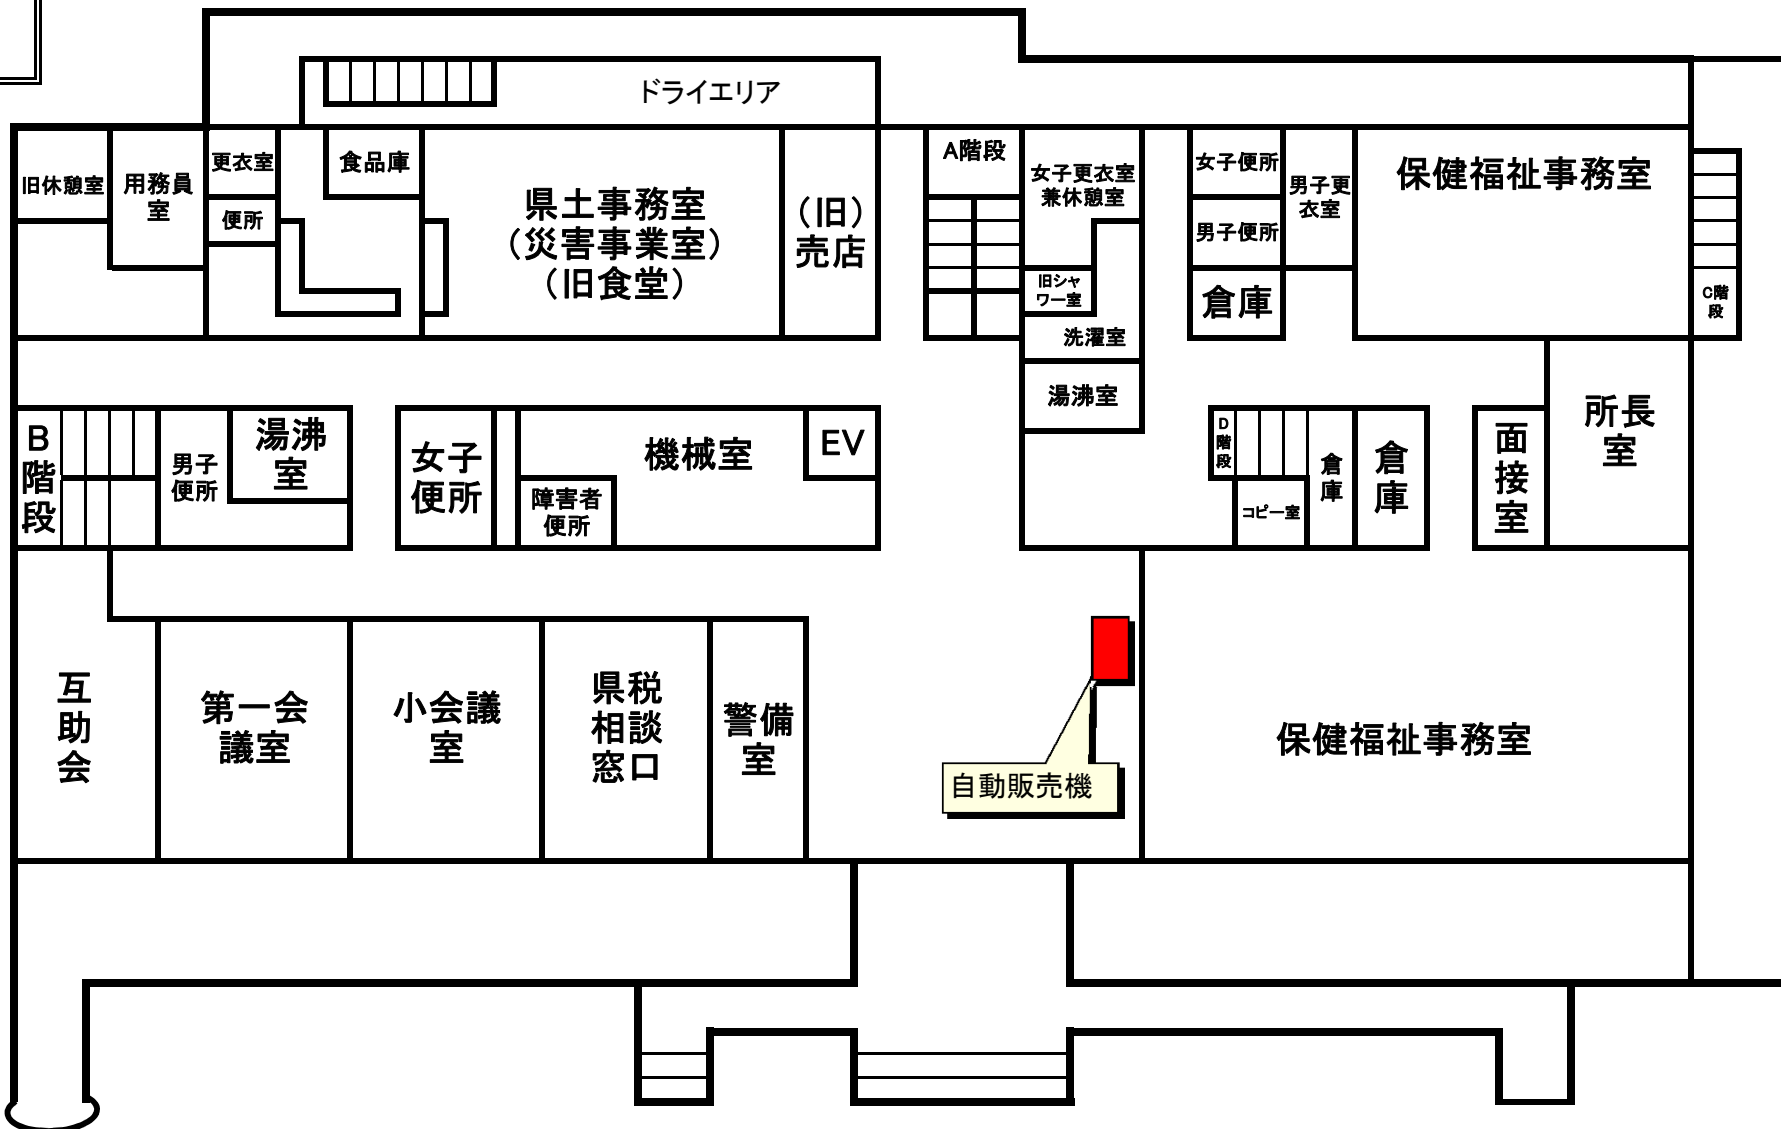 ドライエリア
旧休憩室
用務員
室
更衣室
便所
食品庫
県土事務室
（災害事業室）
（旧食堂）
（旧）
売店
A階段
女子更衣室
兼休憩室
旧シャ
ワー室
洗濯室
湯沸室
女子便所
男子便所
倉庫
男子更
衣室
保健福祉事務室
C階
段
B
階
段
男子
便所
湯沸
室
女子
便所
機械室
障害者
便所
EV
D
階
段
コピー室
倉
庫
倉
庫
面
接
室
所長
室
互
助
会
第一会
議室
小会議
室
県税
相談
窓口
警備
室
自動販売機
保健福祉事務室